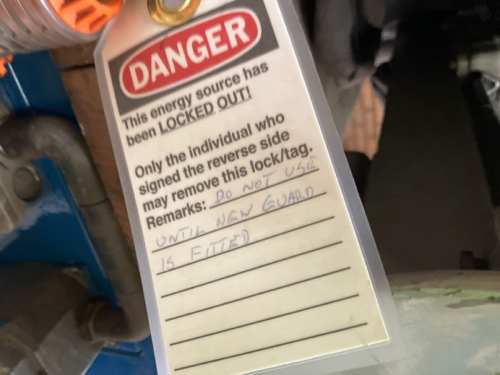 DANGER
This energy source has
been LOCKED OUT!
Only the individual who
signed the reverse side
may remove this lock/tag.
Remarks: DO NOT USE
UNTIL NEW GUARD
IS FITTED